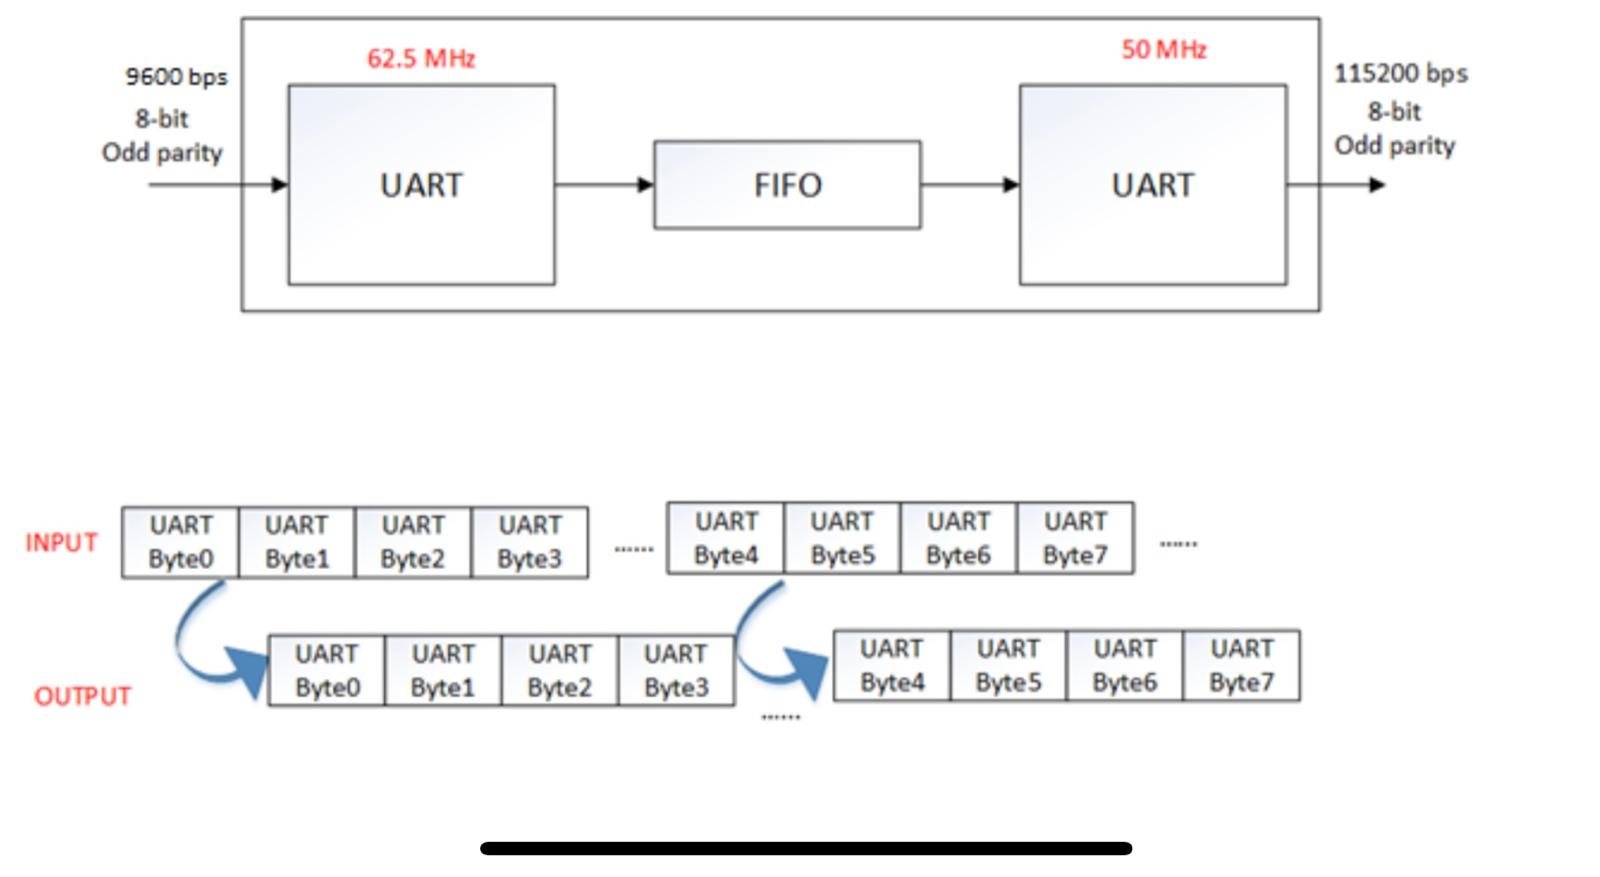 62.5 MHz
50 MHz
9600 bps
8-bit
Odd parity
115200 bps
8-bit
Odd parity
UART
FIFO
UART
INPUT
UART Byte0
UART Byte1
UART Byte2
UART Byte3
......
UART Byte4
UART Byte5
UART Byte6
UART Byte7
......
OUTPUT
UART Byte0
UART Byte1
UART Byte2
UART Byte3
......
UART Byte4
UART Byte5
UART Byte6
UART Byte7